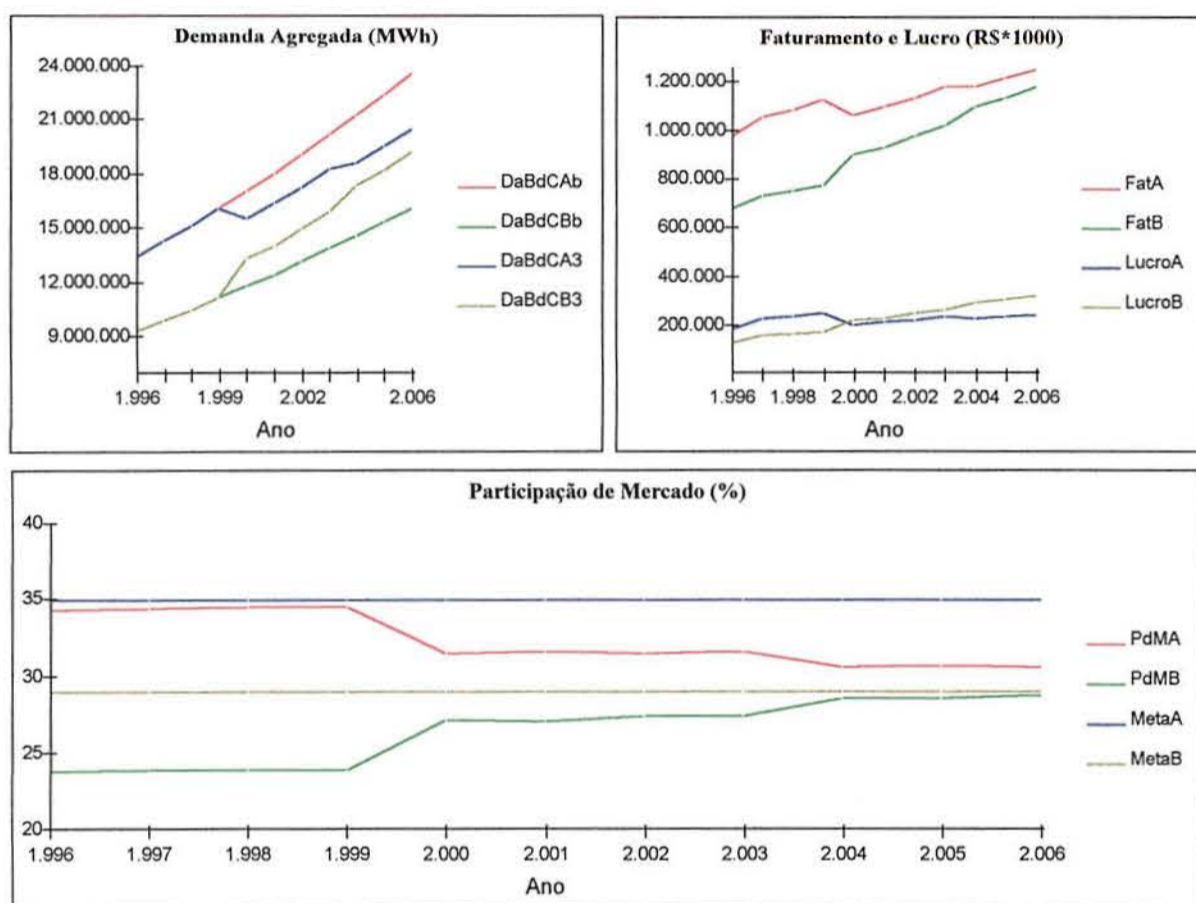 Demanda Agregada (MWh)
24.000.000
21.000.000
18.000.000
15.000.000
12.000.000
9.000.000
1.996
1.999
2.002
2.006
Ano
DaBdCAb
DaBdCBb
DaBdCA3
DaBdCB3
Faturamento e Lucro (R$*1000)
1.200.000
1.000.000
800.000
600.000
400.000
200.000
1.996
1.998
2.000
2.002
2.004
2.006
Ano
FatA
FatB
LucroA
LucroB
Participação de Mercado (%)
40
35
30
25
20
1.996
1.997
1.998
1.999
2.000
2.001
2.002
2.003
2.004
2.005
2.006
Ano
PdMA
PdMB
MetaA
MetaB